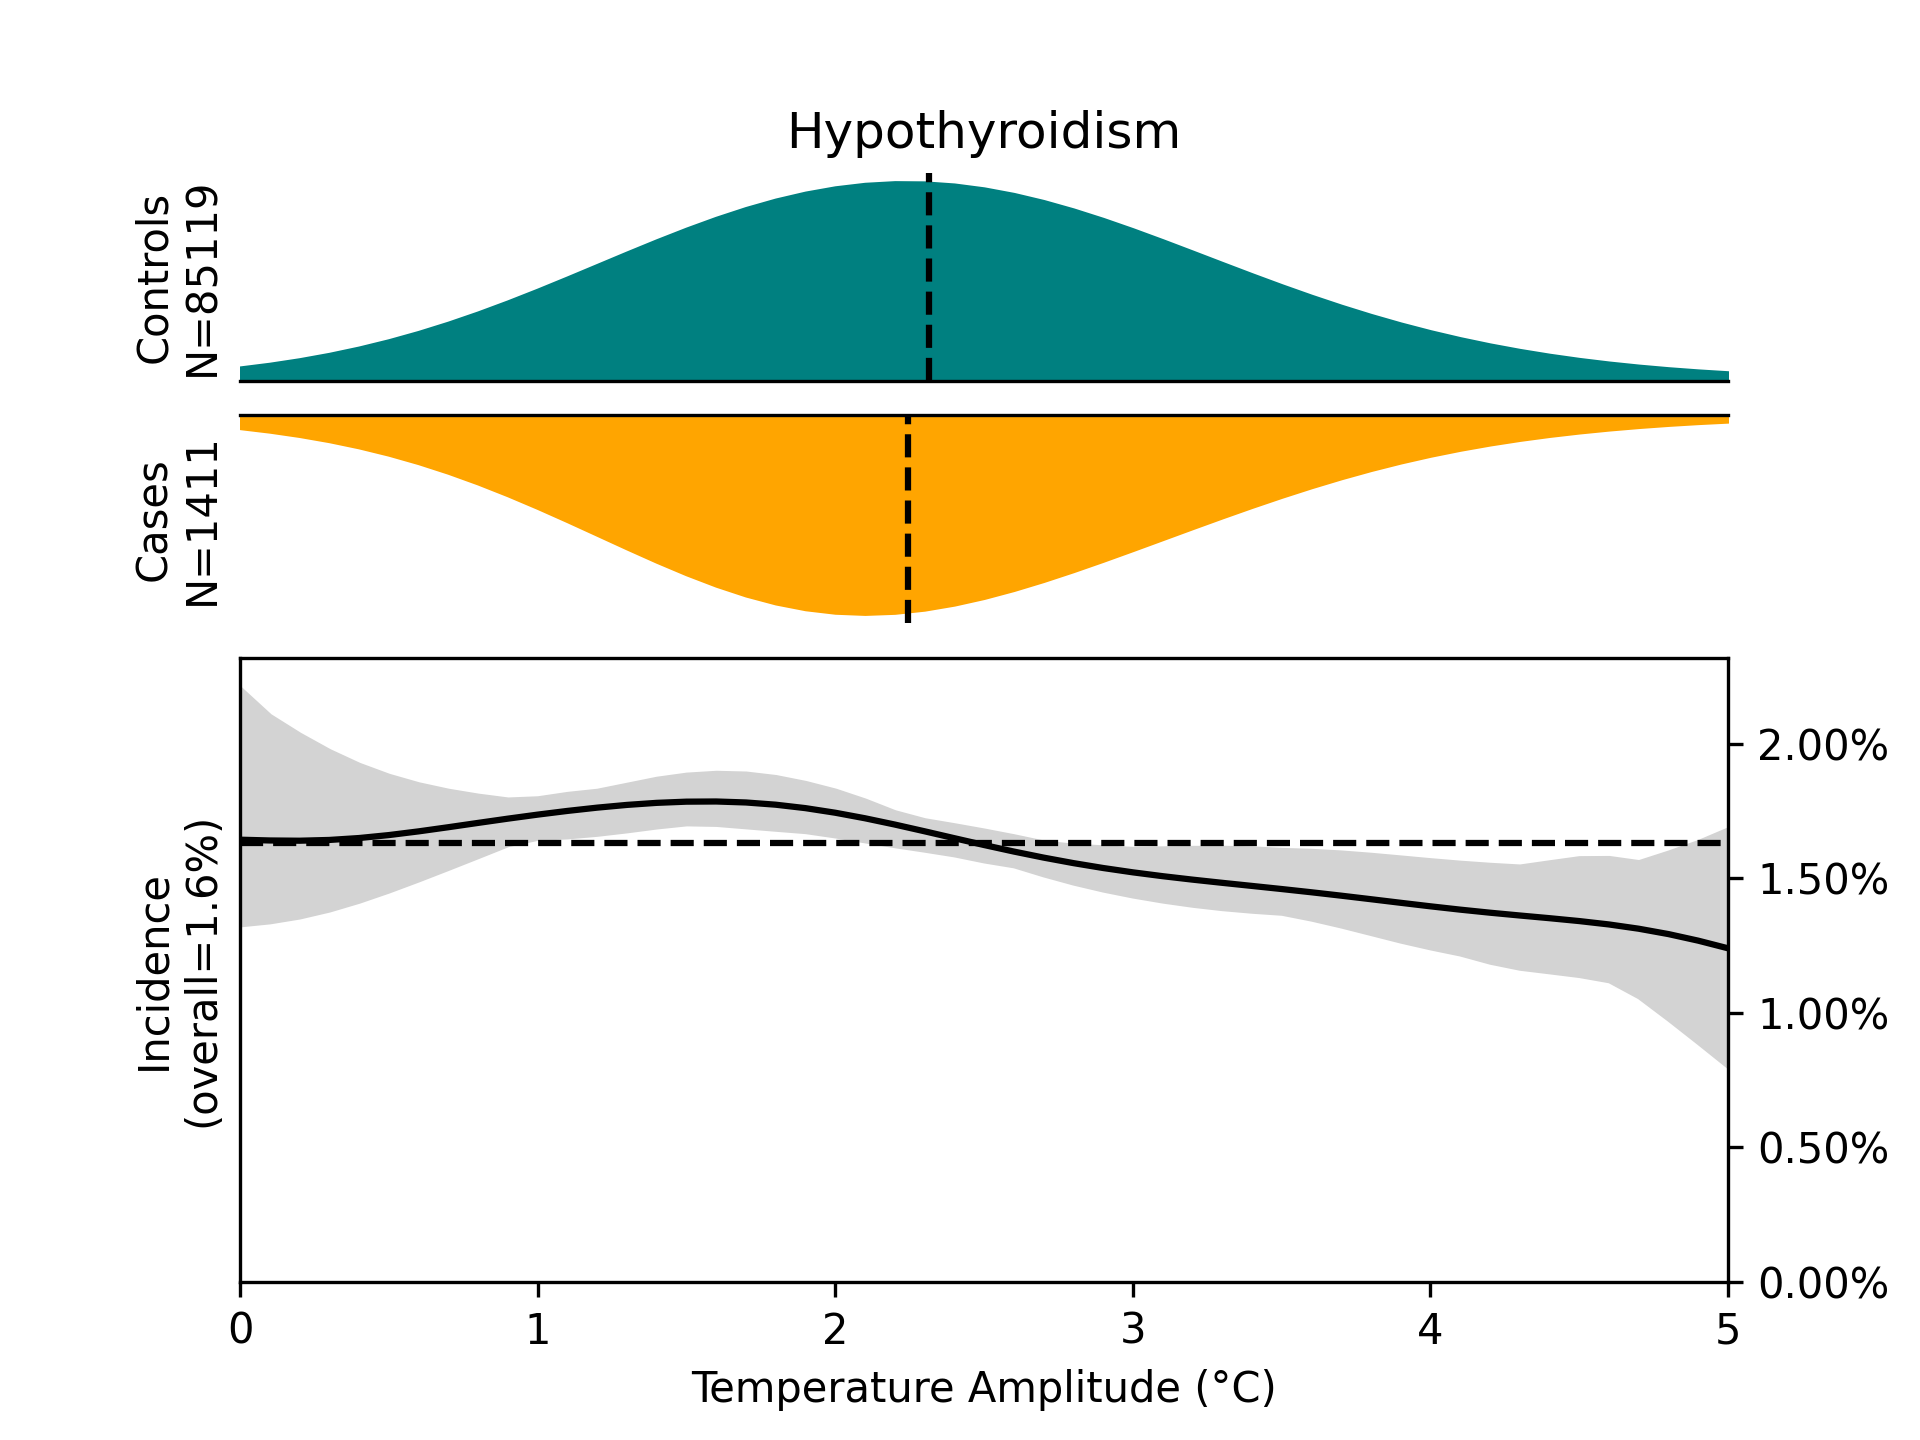 Hypothyroidism
Controls
N=85119
Cases
N=1411
Incidence
(overall=1.6%)
2.00%
1.50%
1.00%
0.50%
0.00%
0 1 2 3 4 5
Temperature Amplitude (°C)